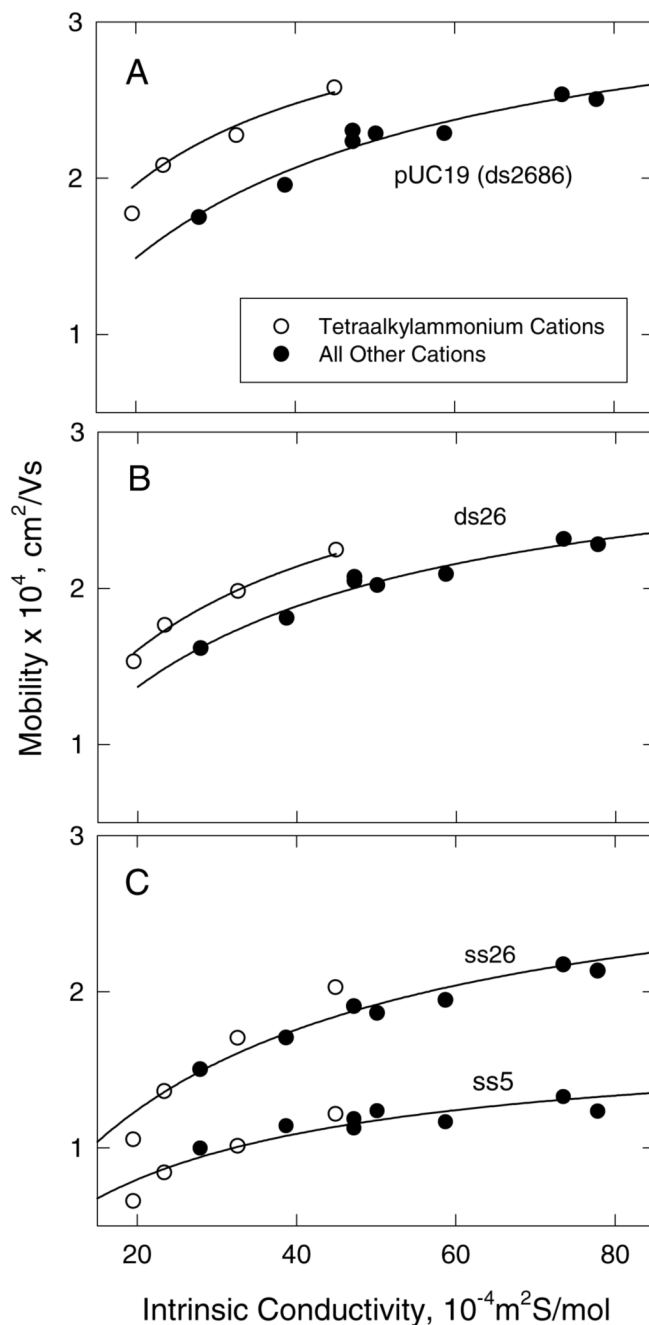 3
A
2
pUC19 (ds2686)
Tetraalkylammonium Cations
All Other Cations
1
3
B
ds26
2
1
3
C
ss26
2
ss5
1
20 40 60 80
Mobility x 10⁴, cm²/Vs
Intrinsic Conductivity, 10⁻⁴m²S/mol